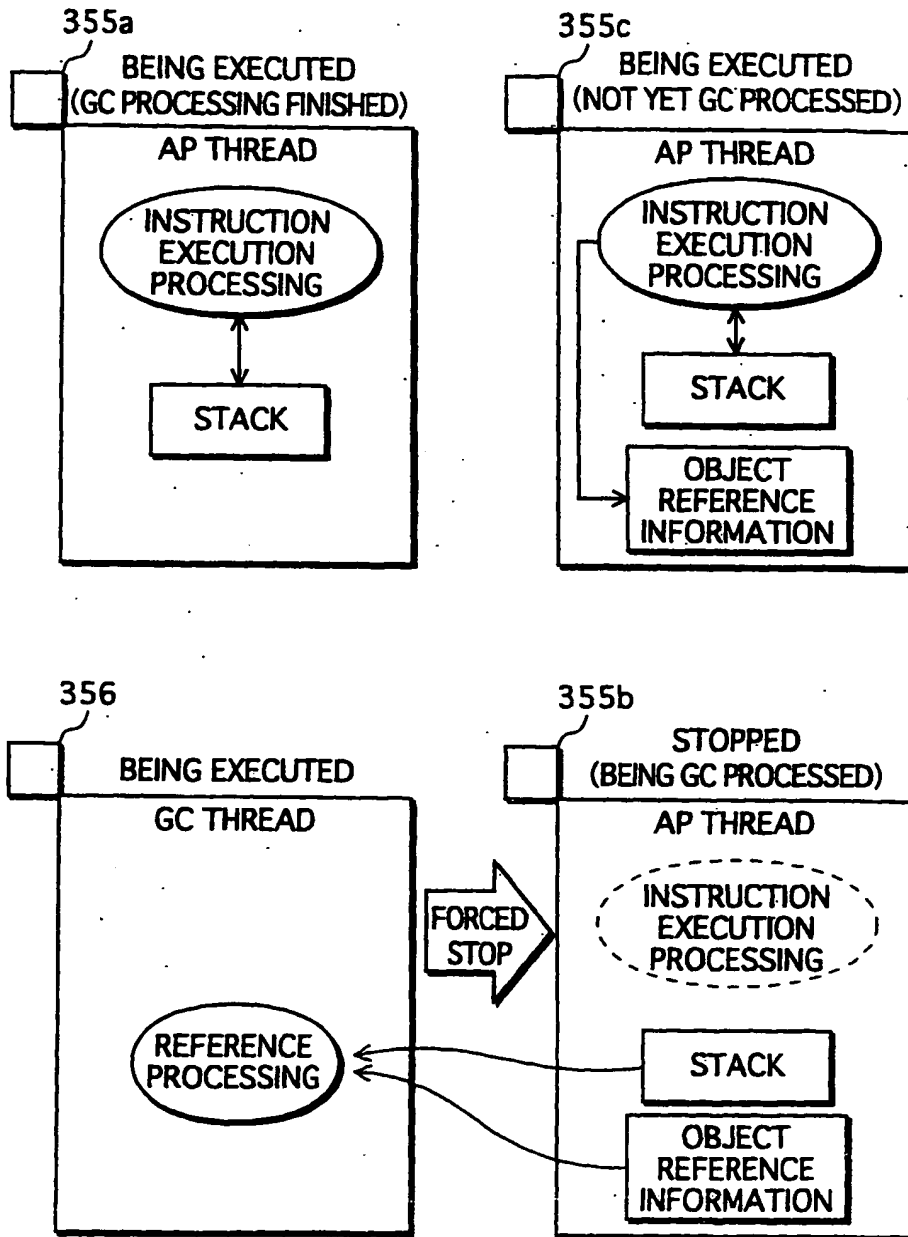 355a
BEING EXECUTED
(GC PROCESSING FINISHED)
AP THREAD
INSTRUCTION
EXECUTION
PROCESSING
STACK
355c
BEING EXECUTED
(NOT YET GC PROCESSED)
AP THREAD
INSTRUCTION
EXECUTION
PROCESSING
STACK
OBJECT
REFERENCE
INFORMATION
356
BEING EXECUTED
GC THREAD
REFERENCE
PROCESSING
FORCED
STOP
355b
STOPPED
(BEING GC PROCESSED)
AP THREAD
INSTRUCTION
EXECUTION
PROCESSING
STACK
OBJECT
REFERENCE
INFORMATION